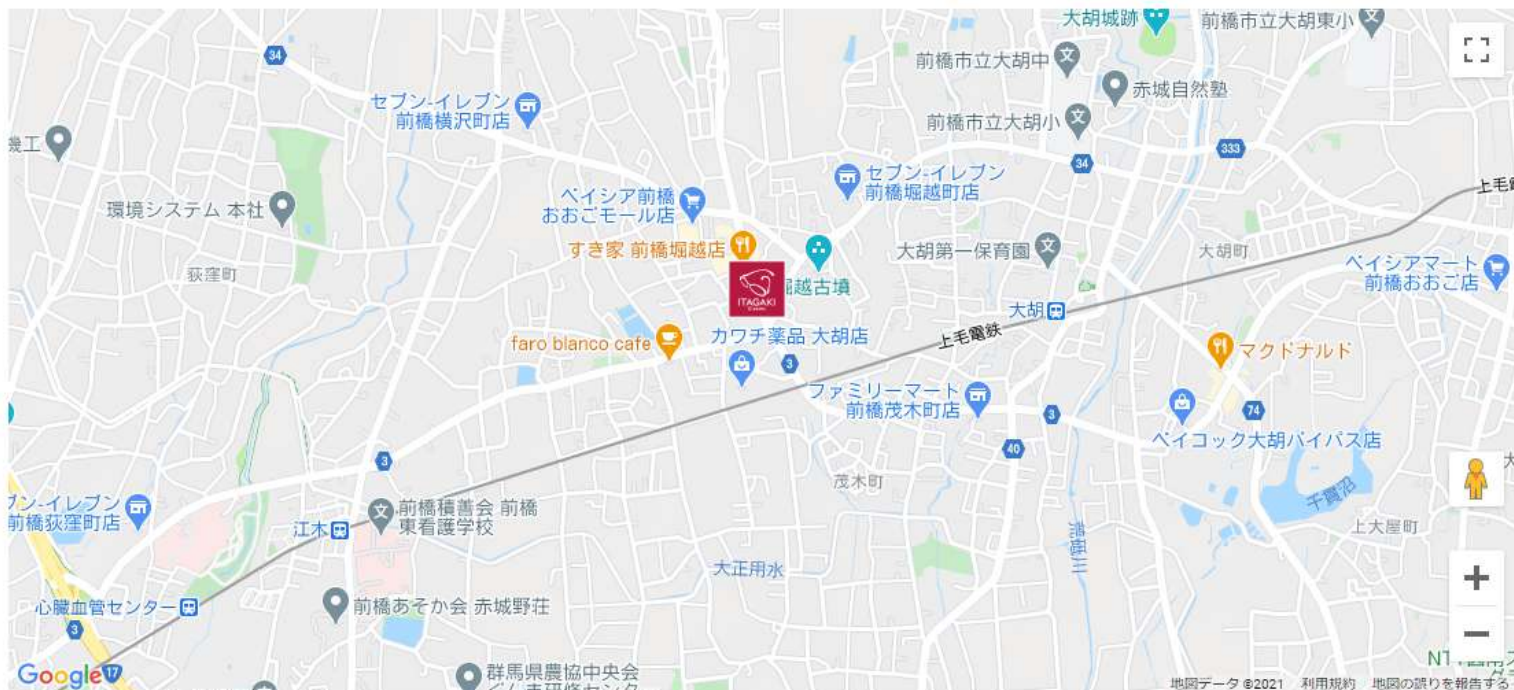 大胡城跡
前橋市立大胡東小
34
前橋市立大胡中
赤城自然塾
セブン-イレブン
前橋横沢町店
前橋市立大胡小
機工
34
333
セブン-イレブン
前橋堀越町店
上毛電
ベイシア前橋
おおごモール店
環境システム 本社
すき家 前橋堀越店
大胡第一保育園
大胡町
荻窪町
ベイシアマート
前橋おおご店
ITAGAKI
堀越古墳
大胡
faro blanco cafe
カワチ薬品 大胡店
上毛電鉄
マクドナルド
3
ファミリーマート
前橋茂木町店
3
74
ベイコック大胡バイパス店
40
3
茂木町
千貫沼
ブン-イレブン
前橋荻窪町店
前橋積善会 前橋
東看護学校
江木
上大屋町
荒砥川
大正用水
心臓血管センター
前橋あそか会 赤城野荘
3
Google
17
群馬県農協中央会
地図データ ©2021
利用規約
地図の誤りを報告する